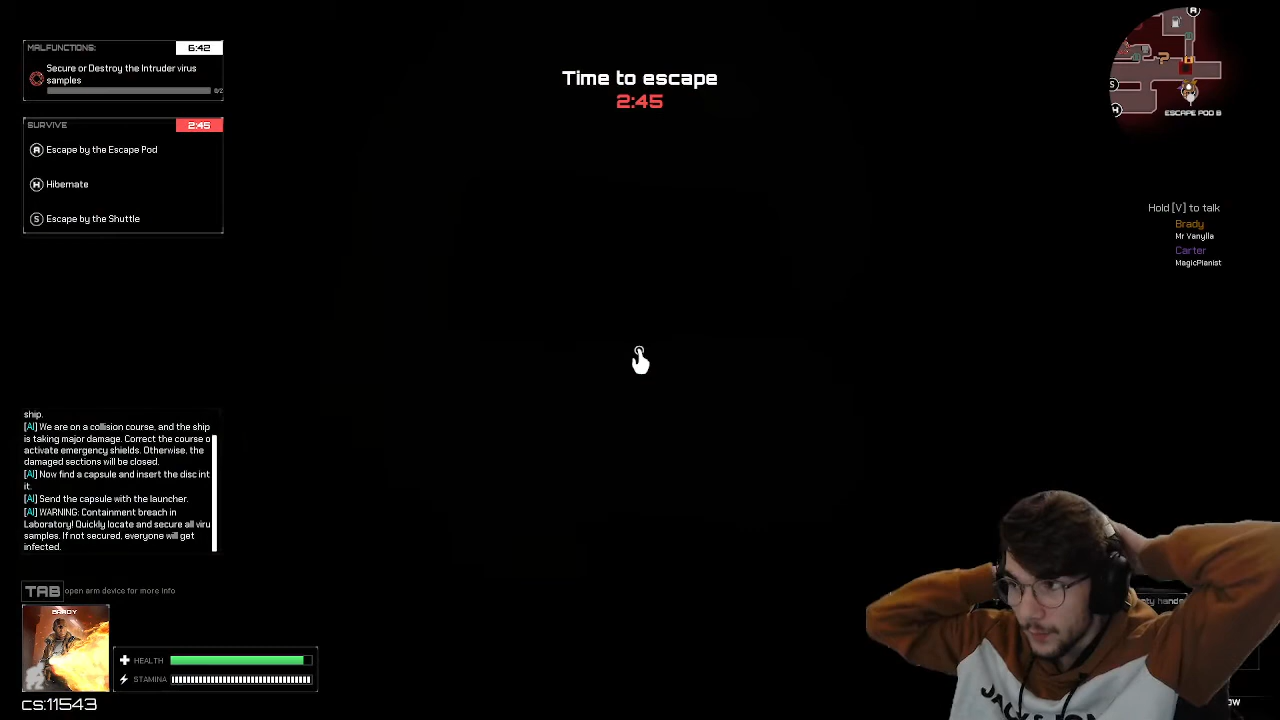 MALFUNCTIONS:
6:42
Secure or Destroy the Intruder virus
samples
0/2
SURVIVE
2:45
A Escape by the Escape Pod
H Hibernate
S Escape by the Shuttle
Time to escape
2:45
A
S
H
ESCAPE POD B
Hold [V] to talk
Brady
Mr Vanylla
Carter
MagicPianist
ship.
[AI] We are on a collision course, and the ship
is taking major damage. Correct the course o
activate emergency shields. Otherwise, the
damaged sections will be closed.
[AI] Now find a capsule and insert the disc int
it.
[AI] Send the capsule with the launcher.
[AI] WARNING: Containment breach in
Laboratory! Quickly locate and secure all viru
samples. If not secured, everyone will get
infected.
TAB open arm device for more info
HEALTH
STAMINA
cs:11543
JACK & JON